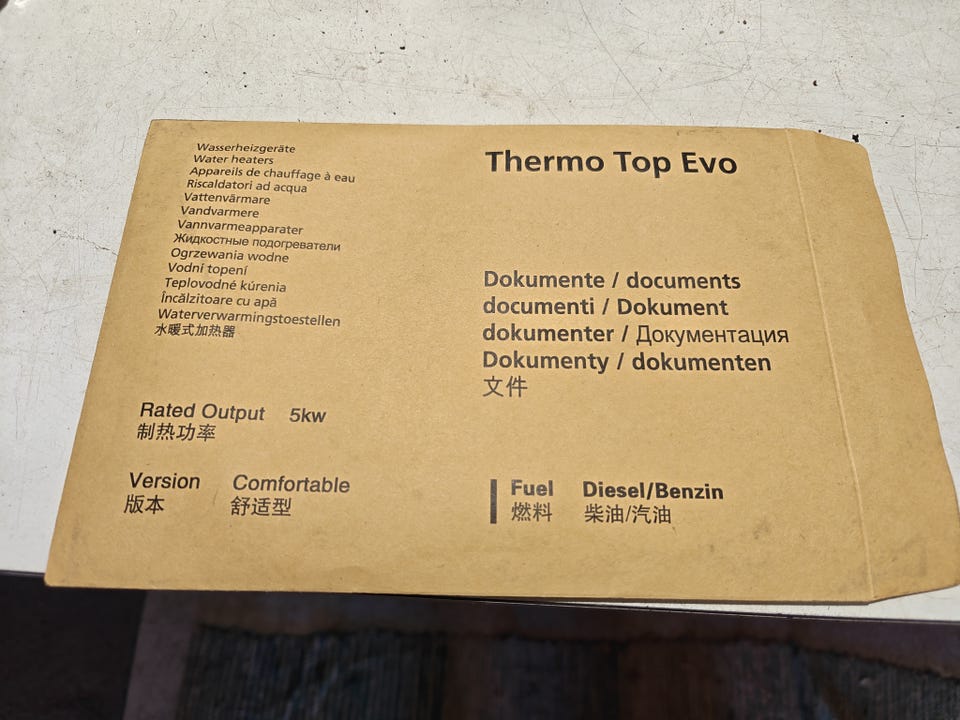 Wasserheizgeräte
Water heaters
Appareils de chauffage à eau
Riscaldatori ad acqua
Vattenvärmare
Vandvarmere
Vannvarmeapparater
Жидкостные подогреватели
Ogrzewania wodne
Vodní topení
Teplovodné kúrenia
Încălzitoare cu apă
Waterverwarmingstoestellen
水暖式加热器
Thermo Top Evo
Dokumente / documents
documenti / Dokument
dokumenter / Документация
Dokumenty / dokumenten
文件
Rated Output 5kw
制热功率
Version Comfortable
版本 舒适型
Fuel Diesel/Benzin
燃料 柴油/汽油